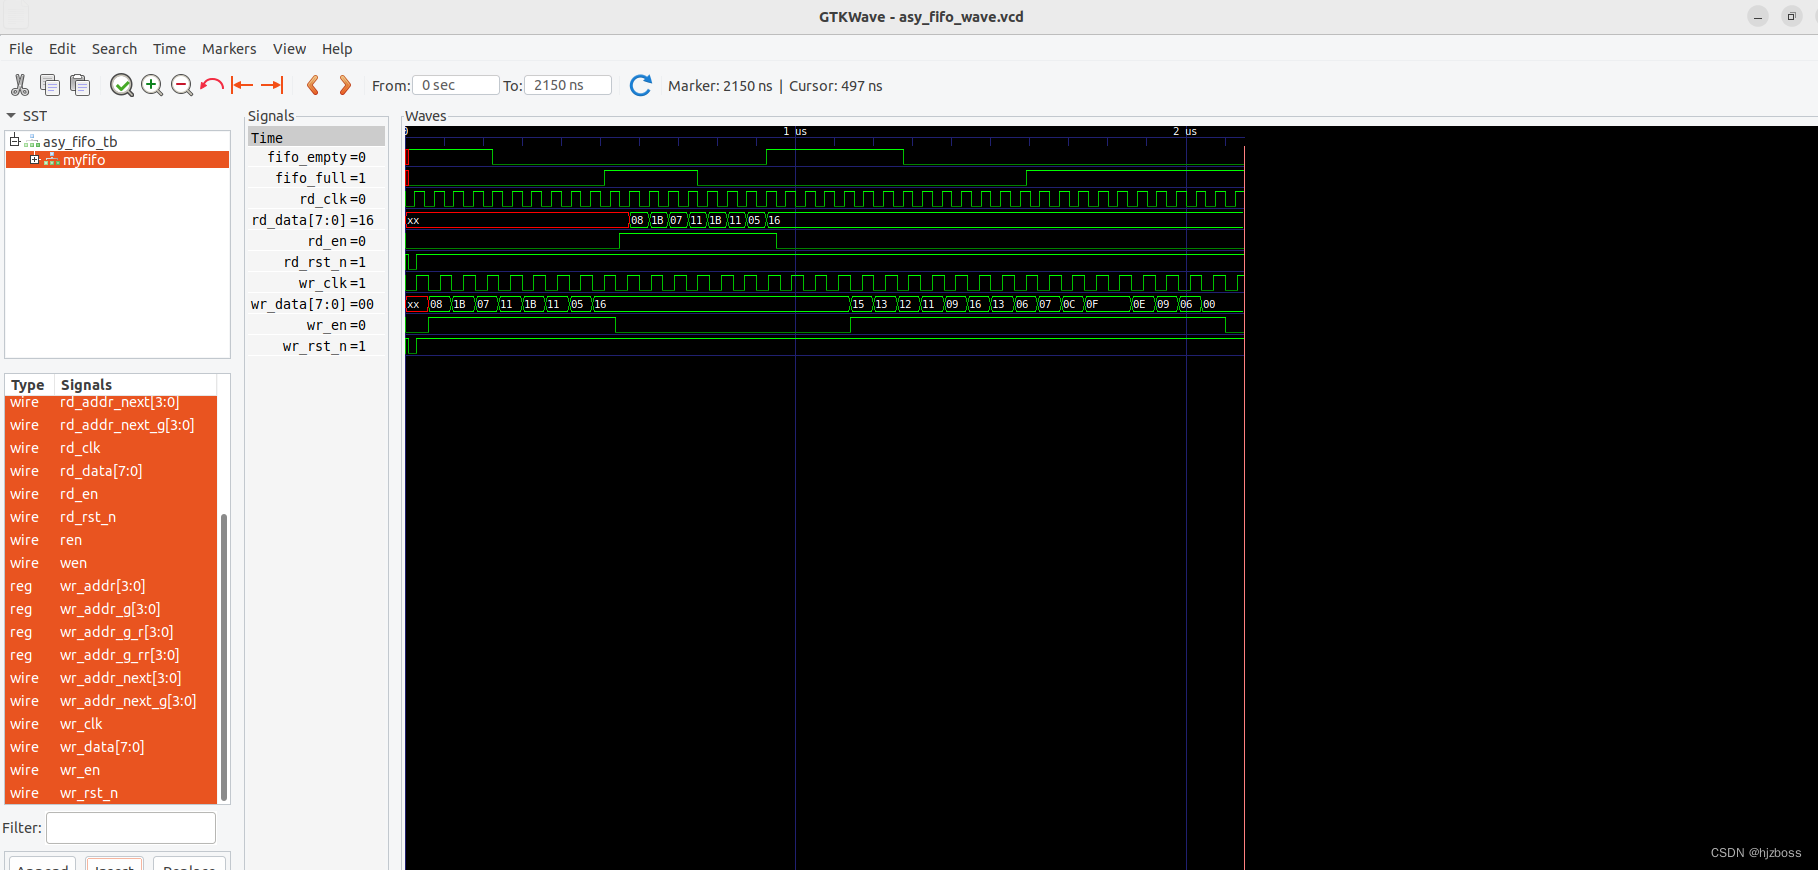 GTKWave - asy_fifo_wave.vcd
File Edit Search Time Markers View Help
From: 0 sec To: 2150 ns Marker: 2150 ns | Cursor: 497 ns
SST
asy_fifo_tb
myfifo
Type Signals
wire rd_addr_next[3:0]
wire rd_addr_next_g[3:0]
wire rd_clk
wire rd_data[7:0]
wire rd_en
wire rd_rst_n
wire ren
wire wen
reg wr_addr[3:0]
reg wr_addr_g[3:0]
reg wr_addr_g_r[3:0]
reg wr_addr_g_rr[3:0]
wire wr_addr_next[3:0]
wire wr_addr_next_g[3:0]
wire wr_clk
wire wr_data[7:0]
wire wr_en
wire wr_rst_n
Filter:
Append Insert Replace
Signals
Time
fifo_empty=0
fifo_full=1
rd_clk=0
rd_data[7:0]=16
rd_en=0
rd_rst_n=1
wr_clk=1
wr_data[7:0]=00
wr_en=0
wr_rst_n=1
Waves
0 1 us 2 us
xx 08 1B 07 11 1B 11 05 16
xx 08 1B 07 11 1B 11 05 16 15 13 12 11 09 16 13 06 07 0C 0F 0E 09 06 00
CSDN @hjzboss